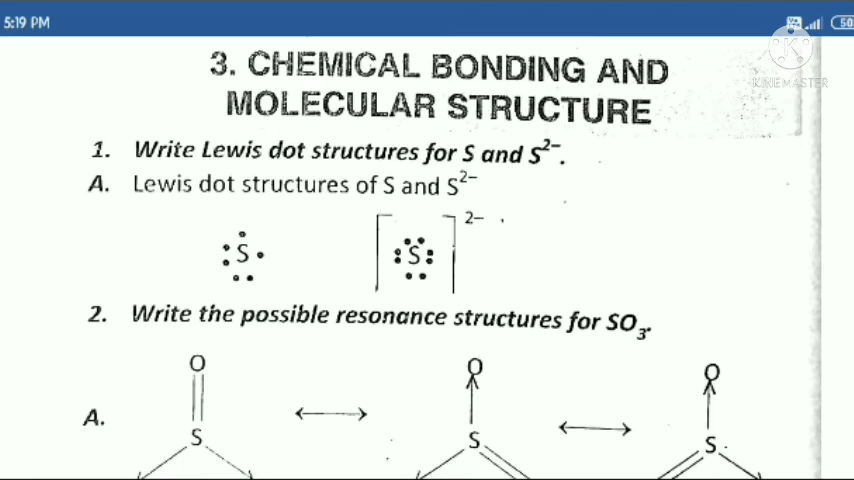 5:19 PM
50
KINEMASTER
3. CHEMICAL BONDING AND
MOLECULAR STRUCTURE
1. Write Lewis dot structures for S and S²⁻.
A. Lewis dot structures of S and S²⁻
S S 2–
2. Write the possible resonance structures for SO₃.
O O O
A.
S S S